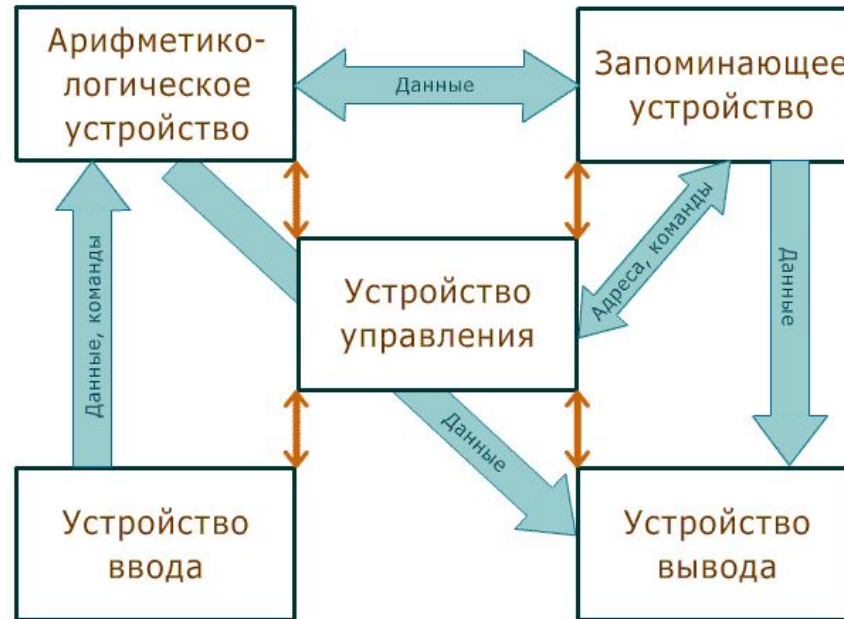 Арифметико-
логическое
устройство
Данные
Запоминающее
устройство
Данные, команды
Устройство
управления
Адреса, команды
Данные
Данные
Устройство
ввода
Устройство
вывода